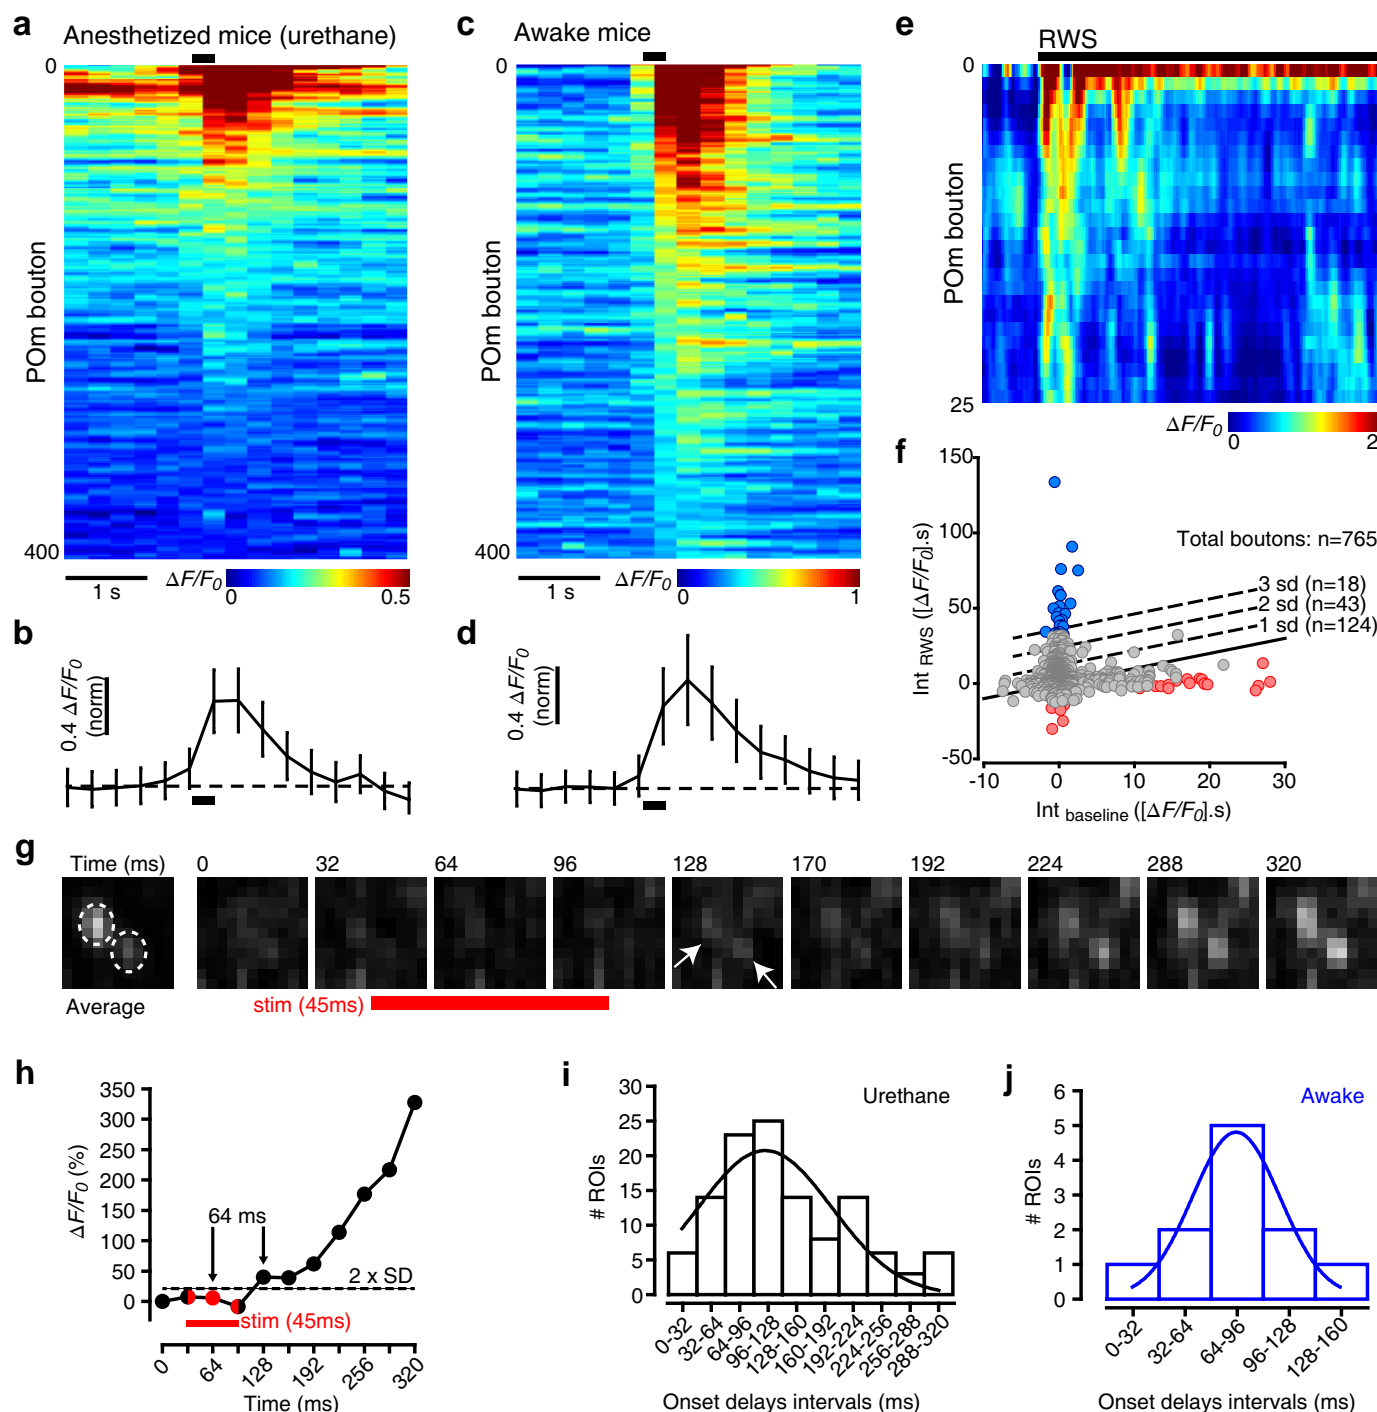 a
Anesthetized mice (urethane)
0
POm bouton
400
1 s
ΔF/F0
0
0.5
b
0.4 ΔF/F0
(norm)
c
Awake mice
0
POm bouton
400
1 s
ΔF/F0
0
1
d
0.4 ΔF/F0
(norm)
e
RWS
0
POm bouton
25
ΔF/F0
0
2
f
150
100
50
0
-50
Int RWS ([ΔF/F0].s)
Total boutons: n=765
3 sd (n=18)
2 sd (n=43)
1 sd (n=124)
-10
0
10
20
30
Int baseline ([ΔF/F0].s)
g
Time (ms)
0
32
64
96
128
170
192
224
288
320
Average
stim (45ms)
h
350
300
250
200
150
100
50
0
ΔF/F0 (%)
64 ms
2 x SD
stim (45ms)
0
64
128
192
256
320
Time (ms)
i
Urethane
30
25
20
15
10
5
0
# ROIs
0-32
32-64
64-96
96-128
128-160
160-192
192-224
224-256
256-288
288-320
Onset delays intervals (ms)
j
Awake
6
5
4
3
2
1
0
# ROIs
0-32
32-64
64-96
96-128
128-160
Onset delays intervals (ms)